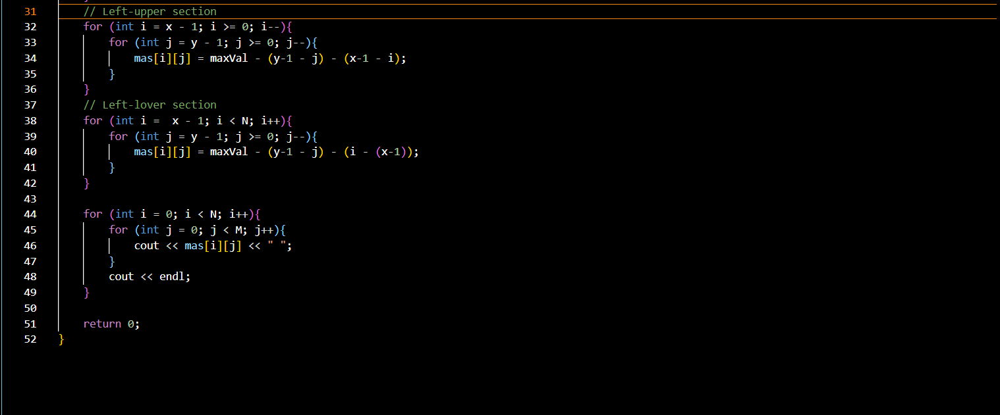 31 // Left-upper section
32 for (int i = x - 1; i >= 0; i--){
33 for (int j = y - 1; j >= 0; j--){
34 mas[i][j] = maxVal - (y-1 - j) - (x-1 - i);
35 }
36 }
37 // Left-lover section
38 for (int i =  x - 1; i < N; i++){
39 for (int j = y - 1; j >= 0; j--){
40 mas[i][j] = maxVal - (y-1 - j) - (i - (x-1));
41 }
42 }
43
44 for (int i = 0; i < N; i++){
45 for (int j = 0; j < M; j++){
46 cout << mas[i][j] << " ";
47 }
48 cout << endl;
49 }
50
51 return 0;
52 }